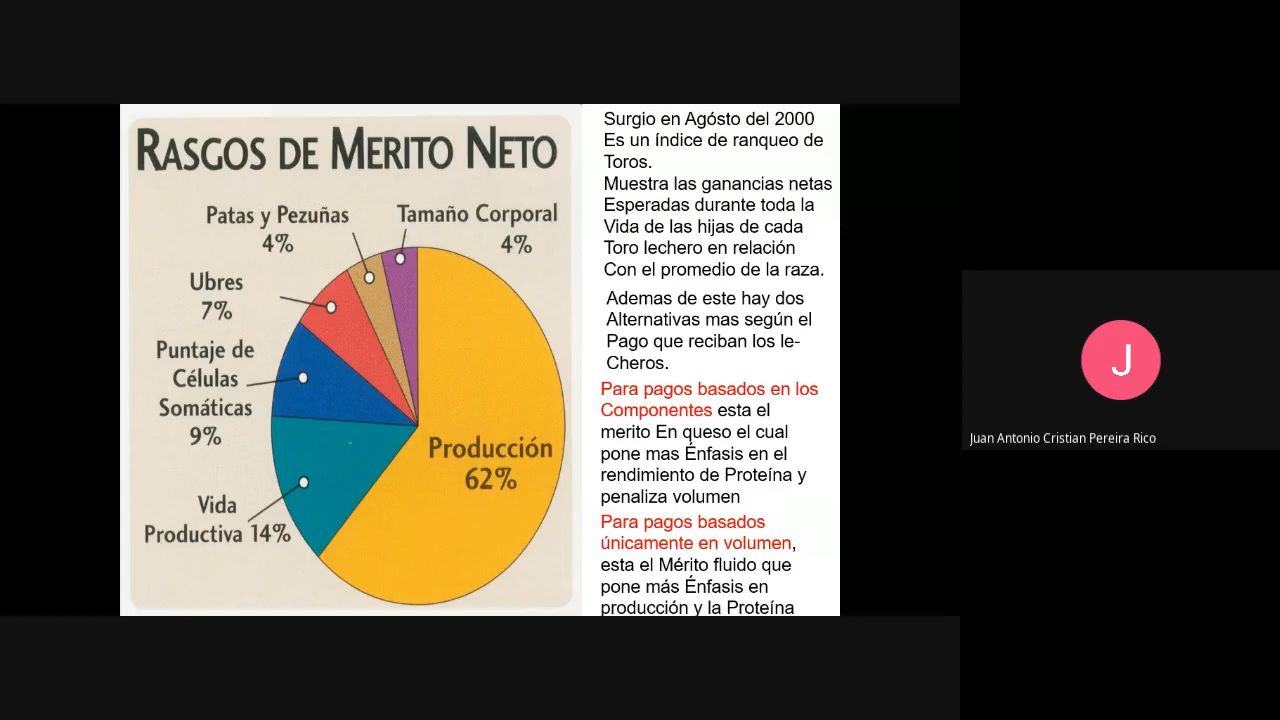 RASGOS DE MERITO NETO
Patas y Pezuñas
4%
Tamaño Corporal
4%
Ubres
7%
Puntaje de
Células
Somáticas
9%
Vida
Productiva 14%
Producción
62%
Surgio en Agósto del 2000
Es un índice de ranqueo de
Toros.
Muestra las ganancias netas
Esperadas durante toda la
Vida de las hijas de cada
Toro lechero en relación
Con el promedio de la raza.
Ademas de este hay dos
Alternativas mas según el
Pago que reciban los le-
Cheros.
Para pagos basados en los
Componentes esta el
merito En queso el cual
pone mas Énfasis en el
rendimiento de Proteína y
penaliza volumen
Para pagos basados
únicamente en volumen,
esta el Mérito fluido que
pone más Énfasis en
producción y la Proteína
J
Juan Antonio Cristian Pereira Rico